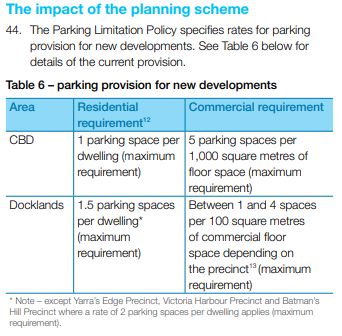 The impact of the planning scheme
44. The Parking Limitation Policy specifies rates for parking
provision for new developments. See Table 6 below for
details of the current provision.
Table 6 – parking provision for new developments
Area
Residential
requirement12
Commercial requirement
CBD
1 parking space per
dwelling (maximum
requirement)
5 parking spaces per
1,000 square metres of
floor space (maximum
requirement)
Docklands
1.5 parking spaces
per dwelling*
(maximum
requirement)
Between 1 and 4 spaces
per 100 square metres
of commercial floor
space depending on
the precinct13 (maximum
requirement)
* Note – except Yarra's Edge Precinct, Victoria Harbour Precinct and Batman's
Hill Precinct where a rate of 2 parking spaces per dwelling applies (maximum
requirement).